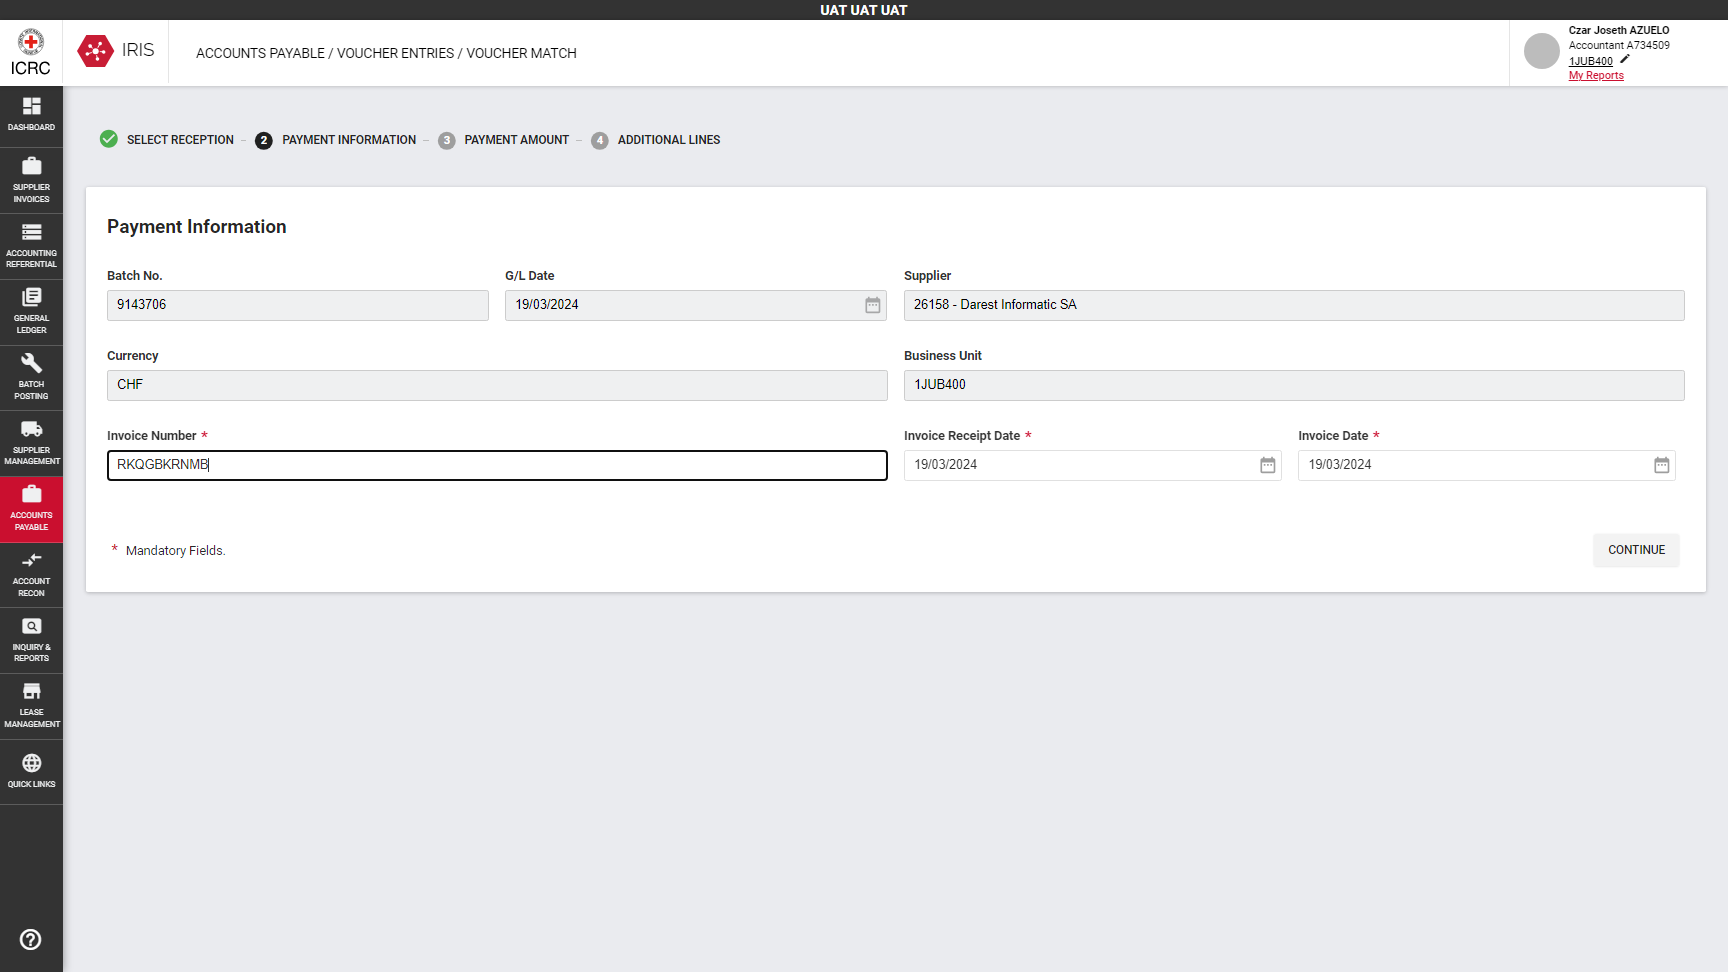 UAT UAT UAT
ICRC
IRIS
ACCOUNTS PAYABLE / VOUCHER ENTRIES / VOUCHER MATCH
Czar Joseth AZUELO
Accountant A734509
1JUB400
My Reports
DASHBOARD
SUPPLIER
INVOICES
ACCOUNTING
REFERENTIAL
GENERAL
LEDGER
BATCH
POSTING
SUPPLIER
MANAGEMENT
ACCOUNTS
PAYABLE
ACCOUNT
RECON
INQUIRY &
REPORTS
LEASE
MANAGEMENT
QUICK LINKS
SELECT RECEPTION - 2 PAYMENT INFORMATION - 3 PAYMENT AMOUNT - 4 ADDITIONAL LINES
Payment Information
Batch No. G/L Date Supplier
9143706 19/03/2024 26158 - Darest Informatic SA
Currency Business Unit
CHF 1JUB400
Invoice Number * Invoice Receipt Date * Invoice Date *
RKQGBKRNMB 19/03/2024 19/03/2024
* Mandatory Fields.
CONTINUE